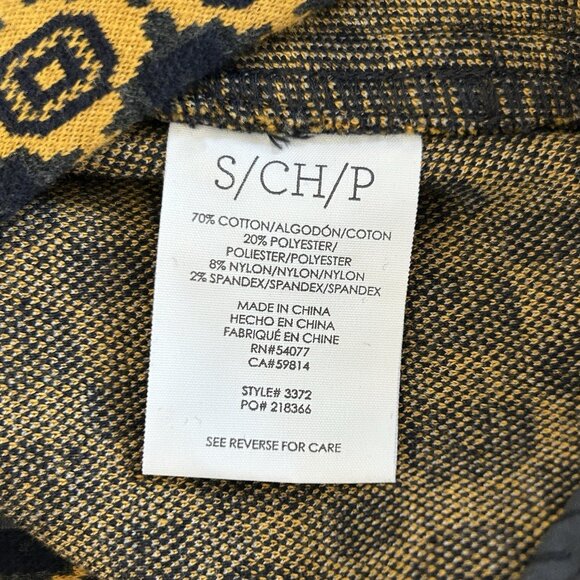 S/CH/P
70% COTTON/ALGODÓN/COTON
20% POLYESTER/
POLIESTER/POLYESTER
8% NYLON/NYLON/NYLON
2% SPANDEX/SPANDEX/SPANDEX
MADE IN CHINA
HECHO EN CHINA
FABRIQUÉ EN CHINE
RN#54077
CA#59814
STYLE# 3372
PO# 218366
SEE REVERSE FOR CARE